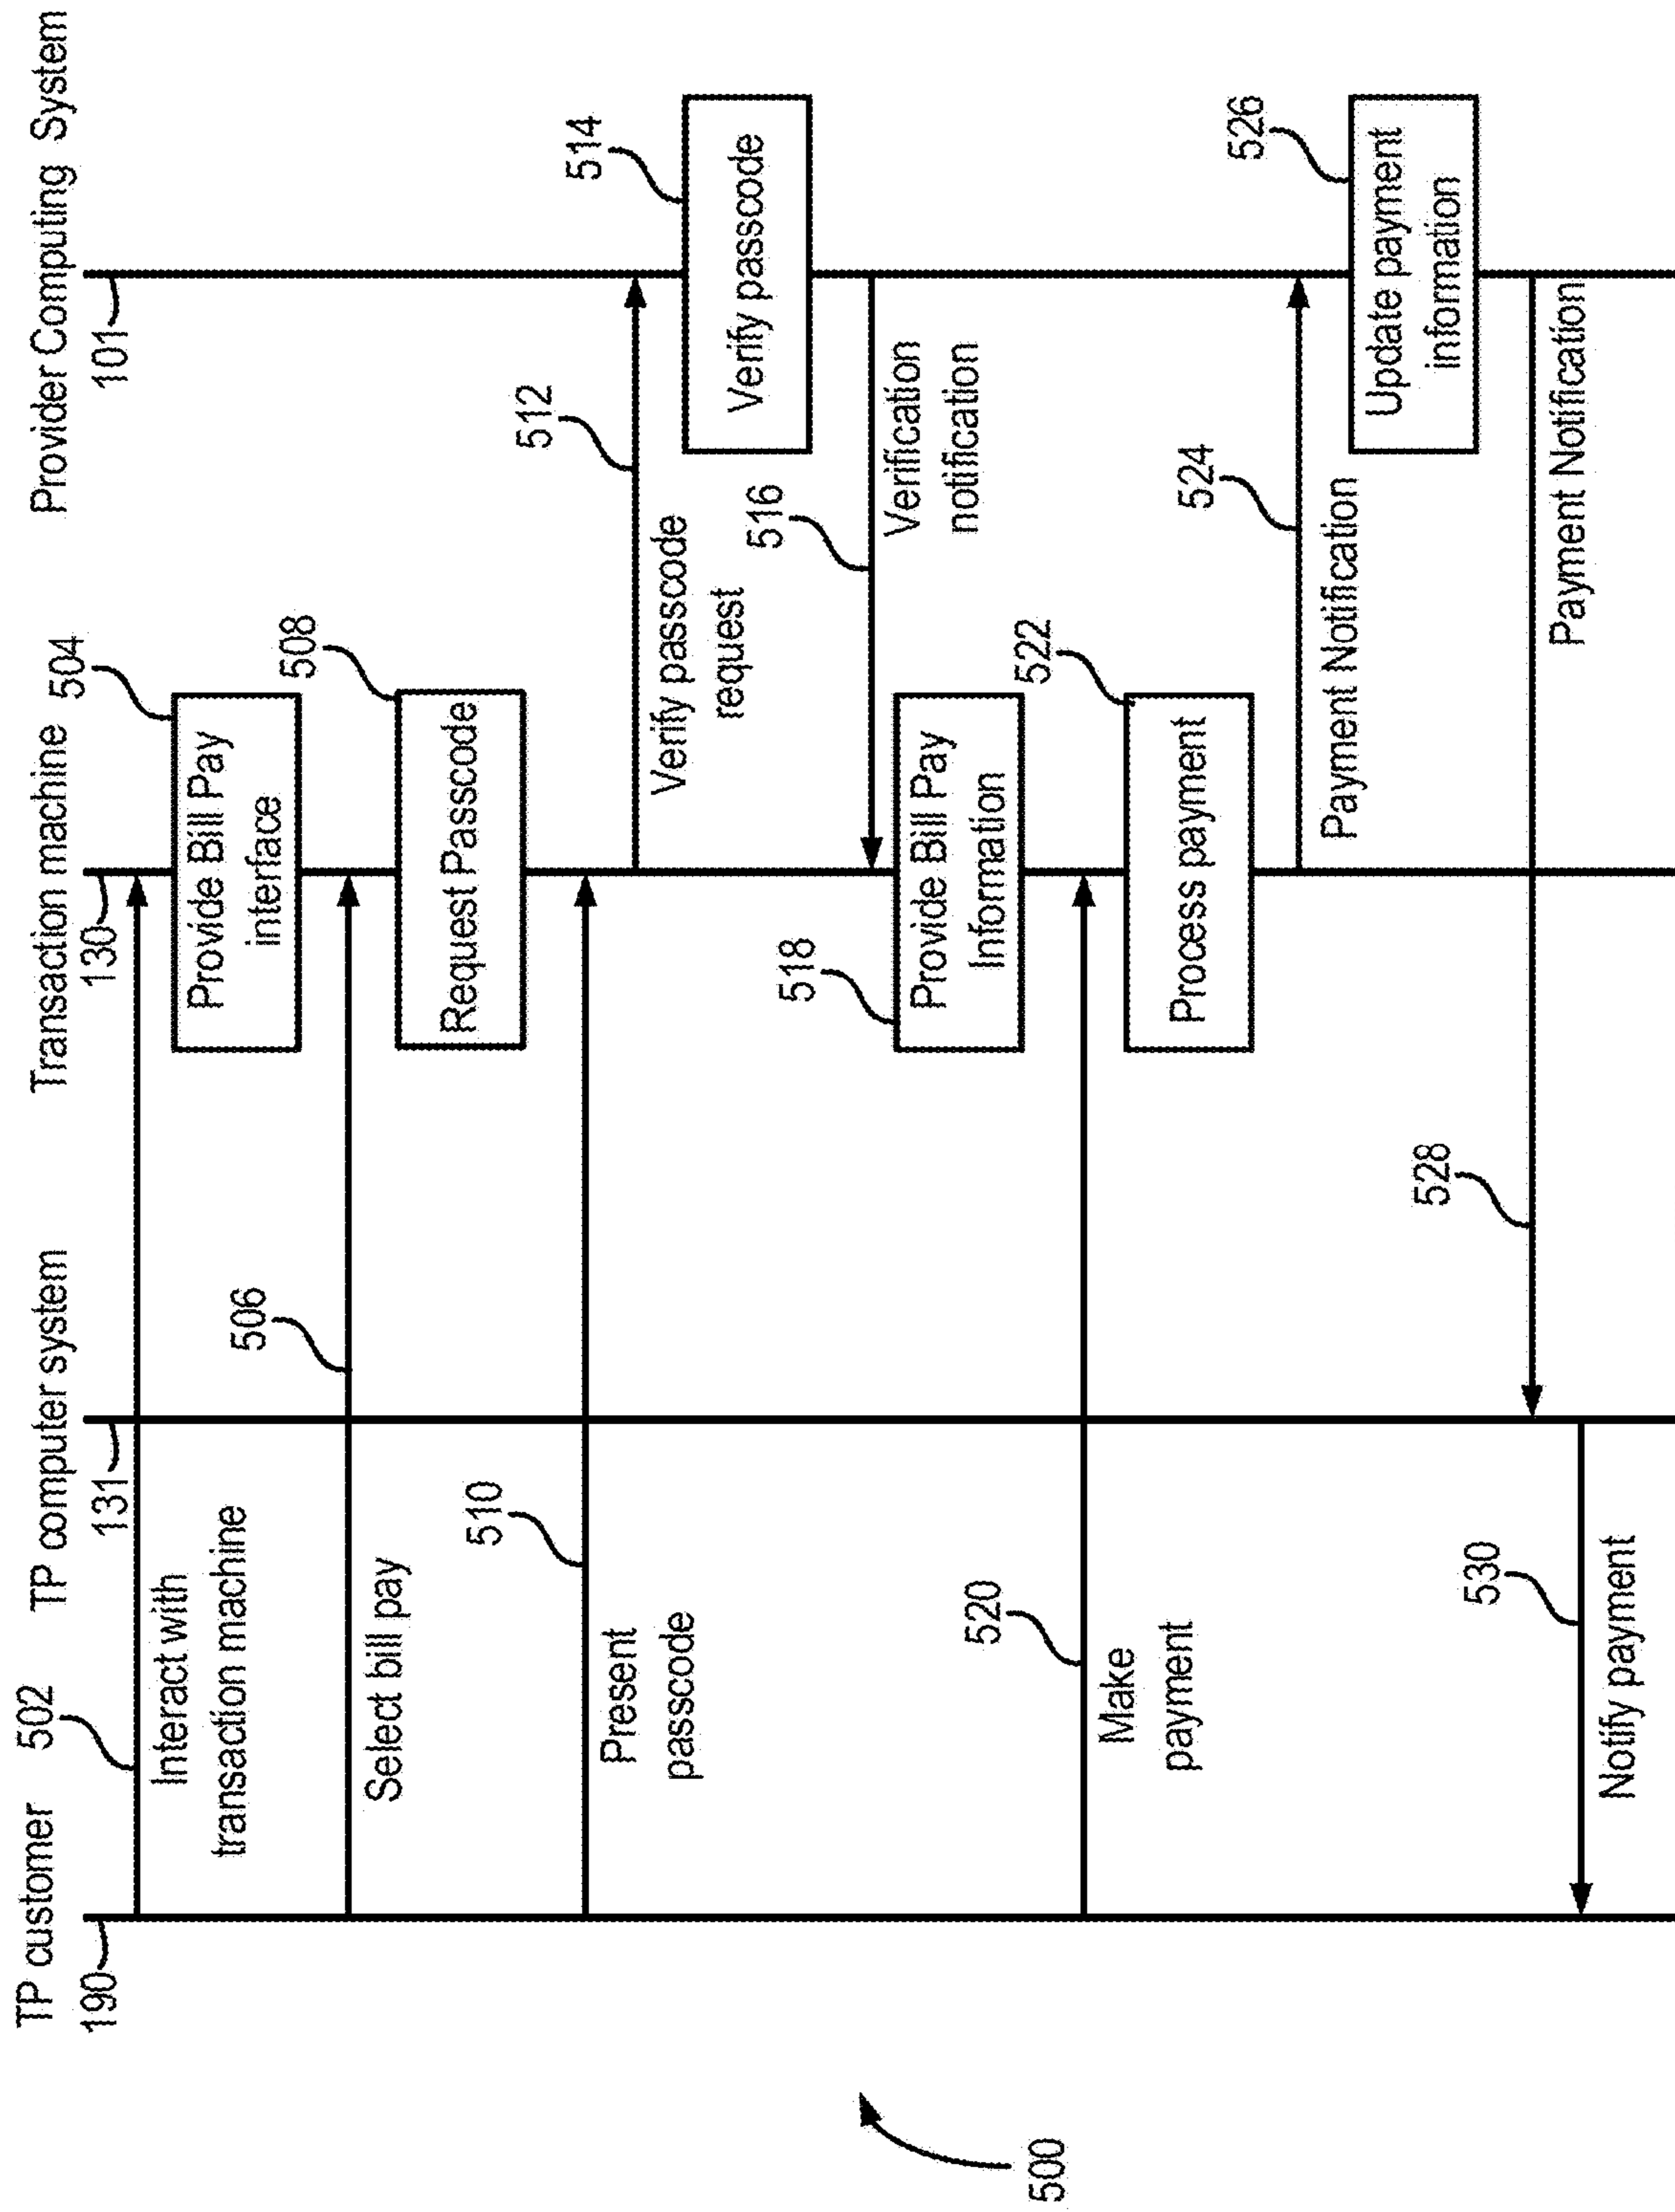 TP customer
TP computer system
Transaction machine
Provider Computing System
190
131
130
101
502
Interact with
transaction machine
504
Provide Bill Pay
interface
506
Select bill pay
508
Request Passcode
510
Present
passcode
512
Verify passcode
request
514
Verify passcode
516
Verification
notification
518
Provide Bill Pay
Information
520
Make
payment
522
Process payment
524
Payment Notification
526
Update payment
information
528
Payment Notification
530
Notify payment
500